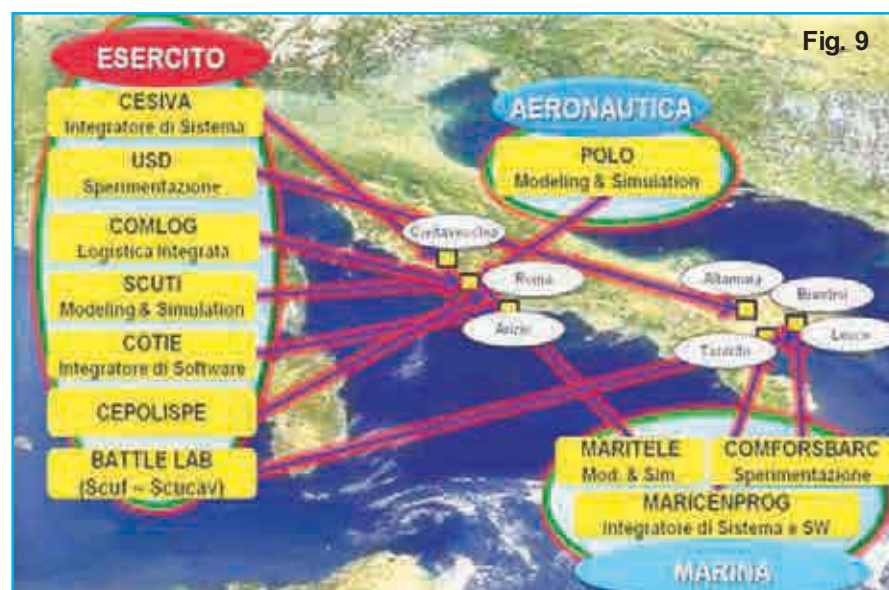 Fig. 9
ESERCITO
CESIVA
Integratore di Sistema
USD
Sperimentazione
COMLOG
Logistica Integrata
SCUTI
Modeling & Simulation
COTIE
Integratore di Software
CEPOLISPE
BATTLE LAB
(Scuf – Scucav)
AERONAUTICA
POLO
Modeling & Simulation
Civitavecchia
Roma
Anzio
Altamura
Brindisi
Taranto
Lecce
MARITELE
Mod. & Sim
COMFORSBARC
Sperimentazione
MARICENPROG
Integratore di Sistema e SW
MARINA